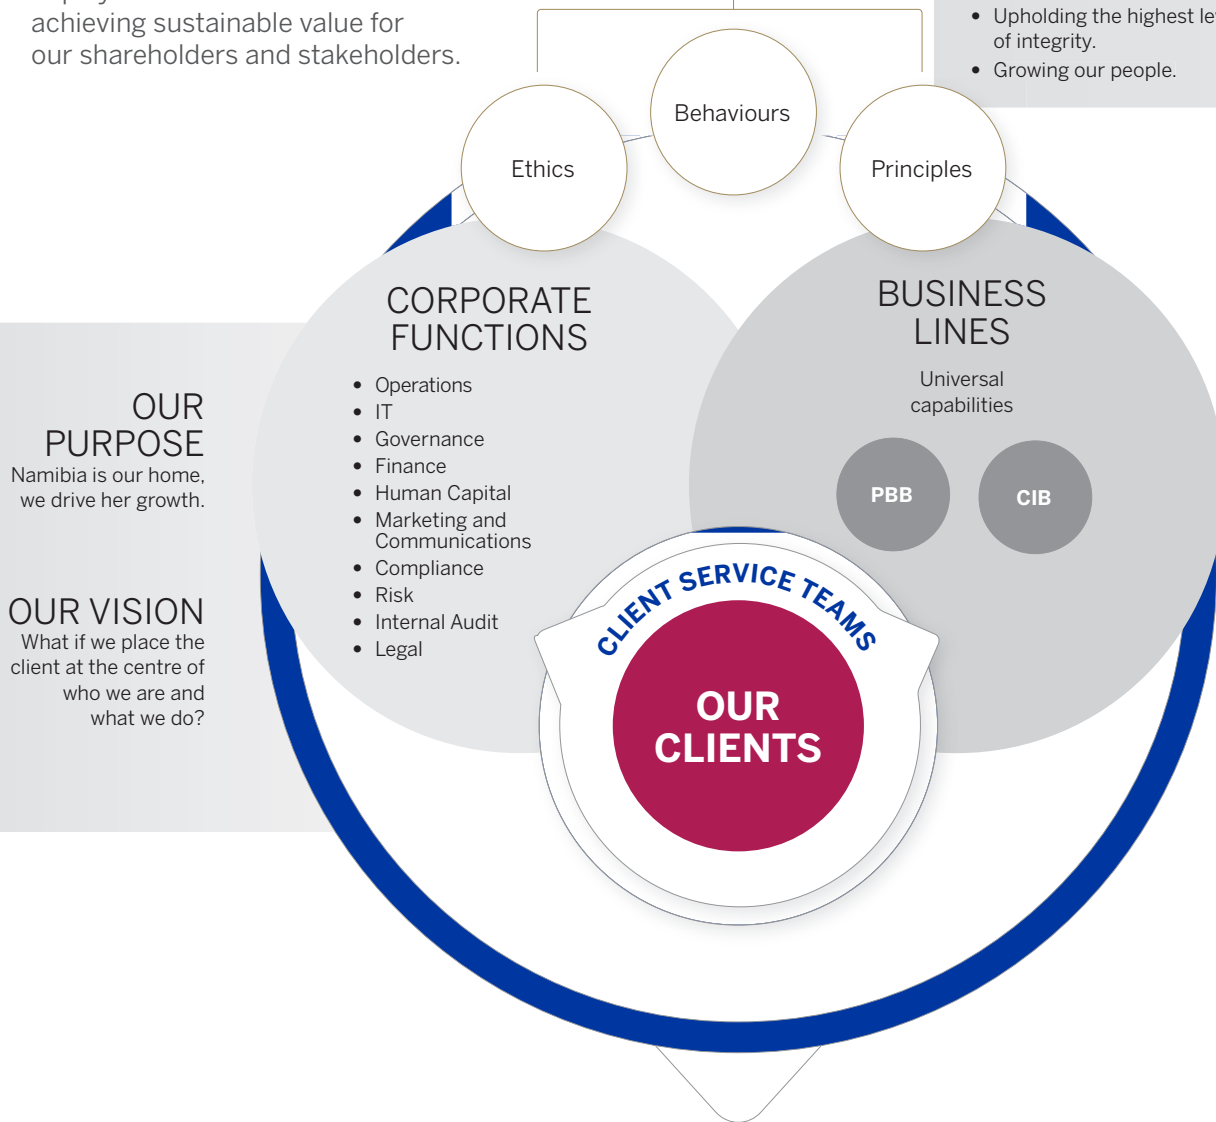 achieving sustainable value for
our shareholders and stakeholders.
• Upholding the highest
of integrity.
• Growing our people.
Behaviours
Ethics
Principles
CORPORATE
FUNCTIONS
• Operations
• IT
• Governance
• Finance
• Human Capital
• Marketing and
Communications
• Compliance
• Risk
• Internal Audit
• Legal
BUSINESS
LINES
Universal
capabilities
PBB
CIB
OUR
PURPOSE
Namibia is our home,
we drive her growth.
OUR VISION
What if we place the
client at the centre of
who we are and
what we do?
CLIENT SERVICE TEAMS
OUR
CLIENTS